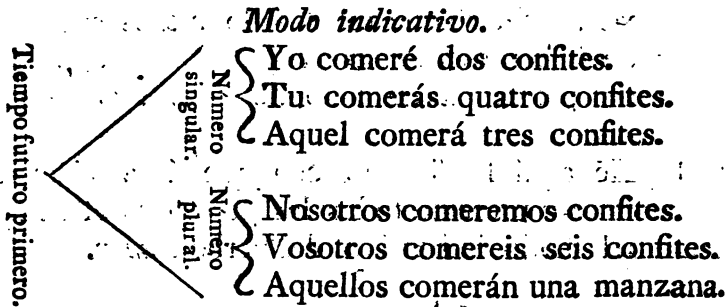 Modo indicativo.
Tiempo futuro primero.
Número
singular.
Yo comeré dos confites.
Tu comerás quatro confites.
Aquel comerá tres confites.
Número
plural.
Nosotros comeremos confites.
Vosotros comereis seis confites.
Aquellos comerán una manzana.